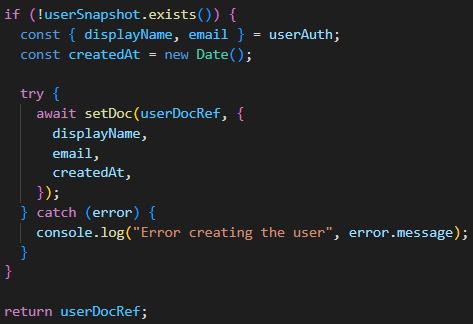 if (!userSnapshot.exists()) {
  const { displayName, email } = userAuth;
  const createdAt = new Date();

  try {
    await setDoc(userDocRef, {
      displayName,
      email,
      createdAt,
    });
  } catch (error) {
    console.log("Error creating the user", error.message);
  }
}

return userDocRef;